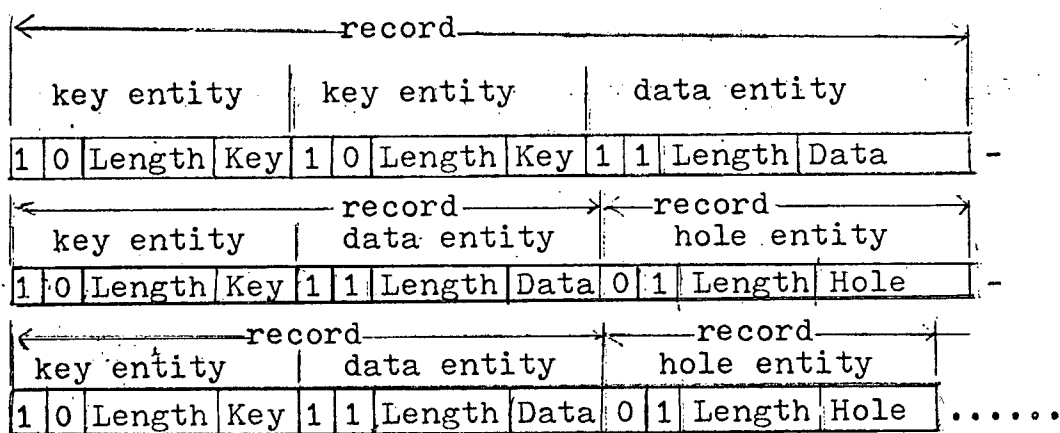 record
key entity key entity data entity
1 0 Length Key 1 0 Length Key 1 1 Length Data -
record record
key entity data entity hole entity
1 0 Length Key 1 1 Length Data 0 1 Length Hole -
record record
key entity data entity hole entity
1 0 Length Key 1 1 Length Data 0 1 Length Hole ......